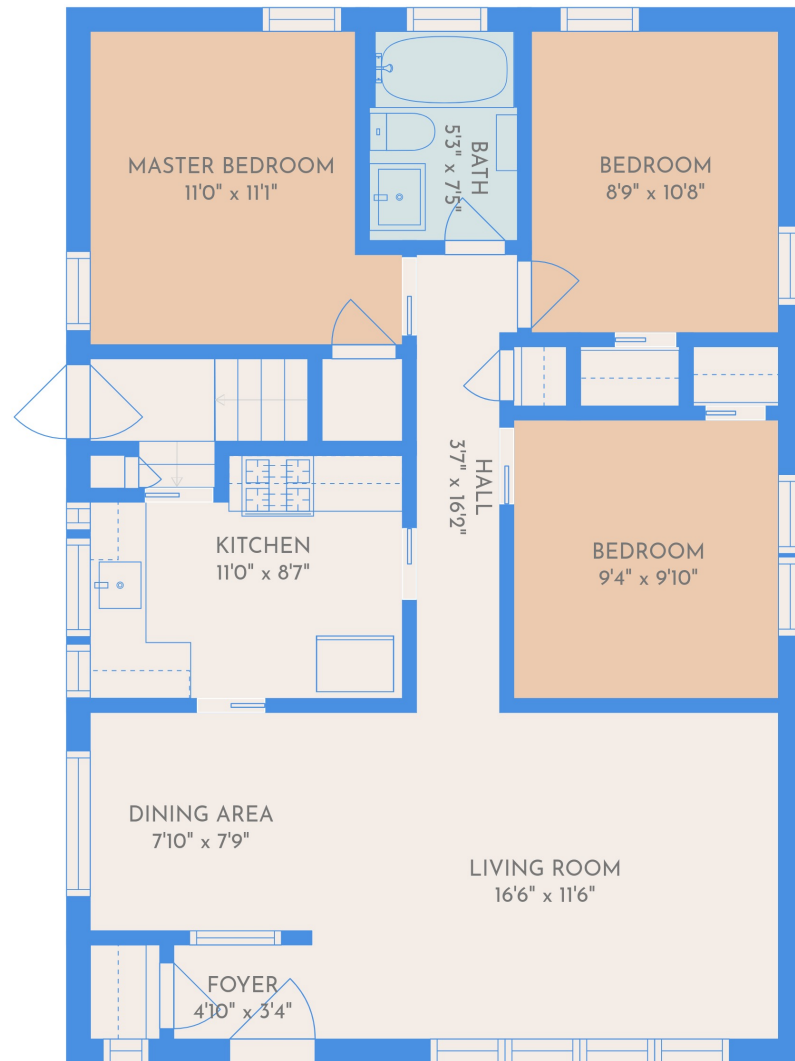 MASTER BEDROOM
11'0" x 11'1"
BATH
5'3" x 7'5"
BEDROOM
8'9" x 10'8"
HALL
3'7" x 16'2"
KITCHEN
11'0" x 8'7"
BEDROOM
9'4" x 9'10"
DINING AREA
7'10" x 7'9"
LIVING ROOM
16'6" x 11'6"
FOYER
4'10" x 3'4"